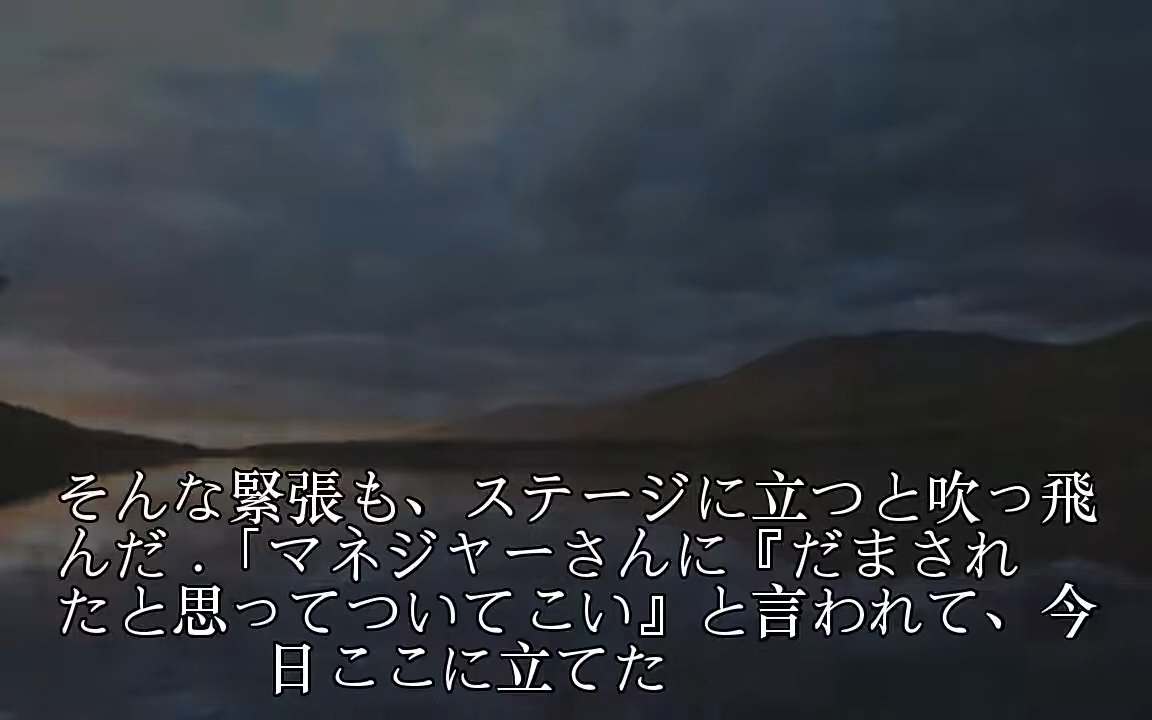 そんな緊張も、ステージに立つと吹っ飛
んだ．「マネジャーさんに『だまされ
たと思ってついてこい』と言われて、今
日ここに立てた